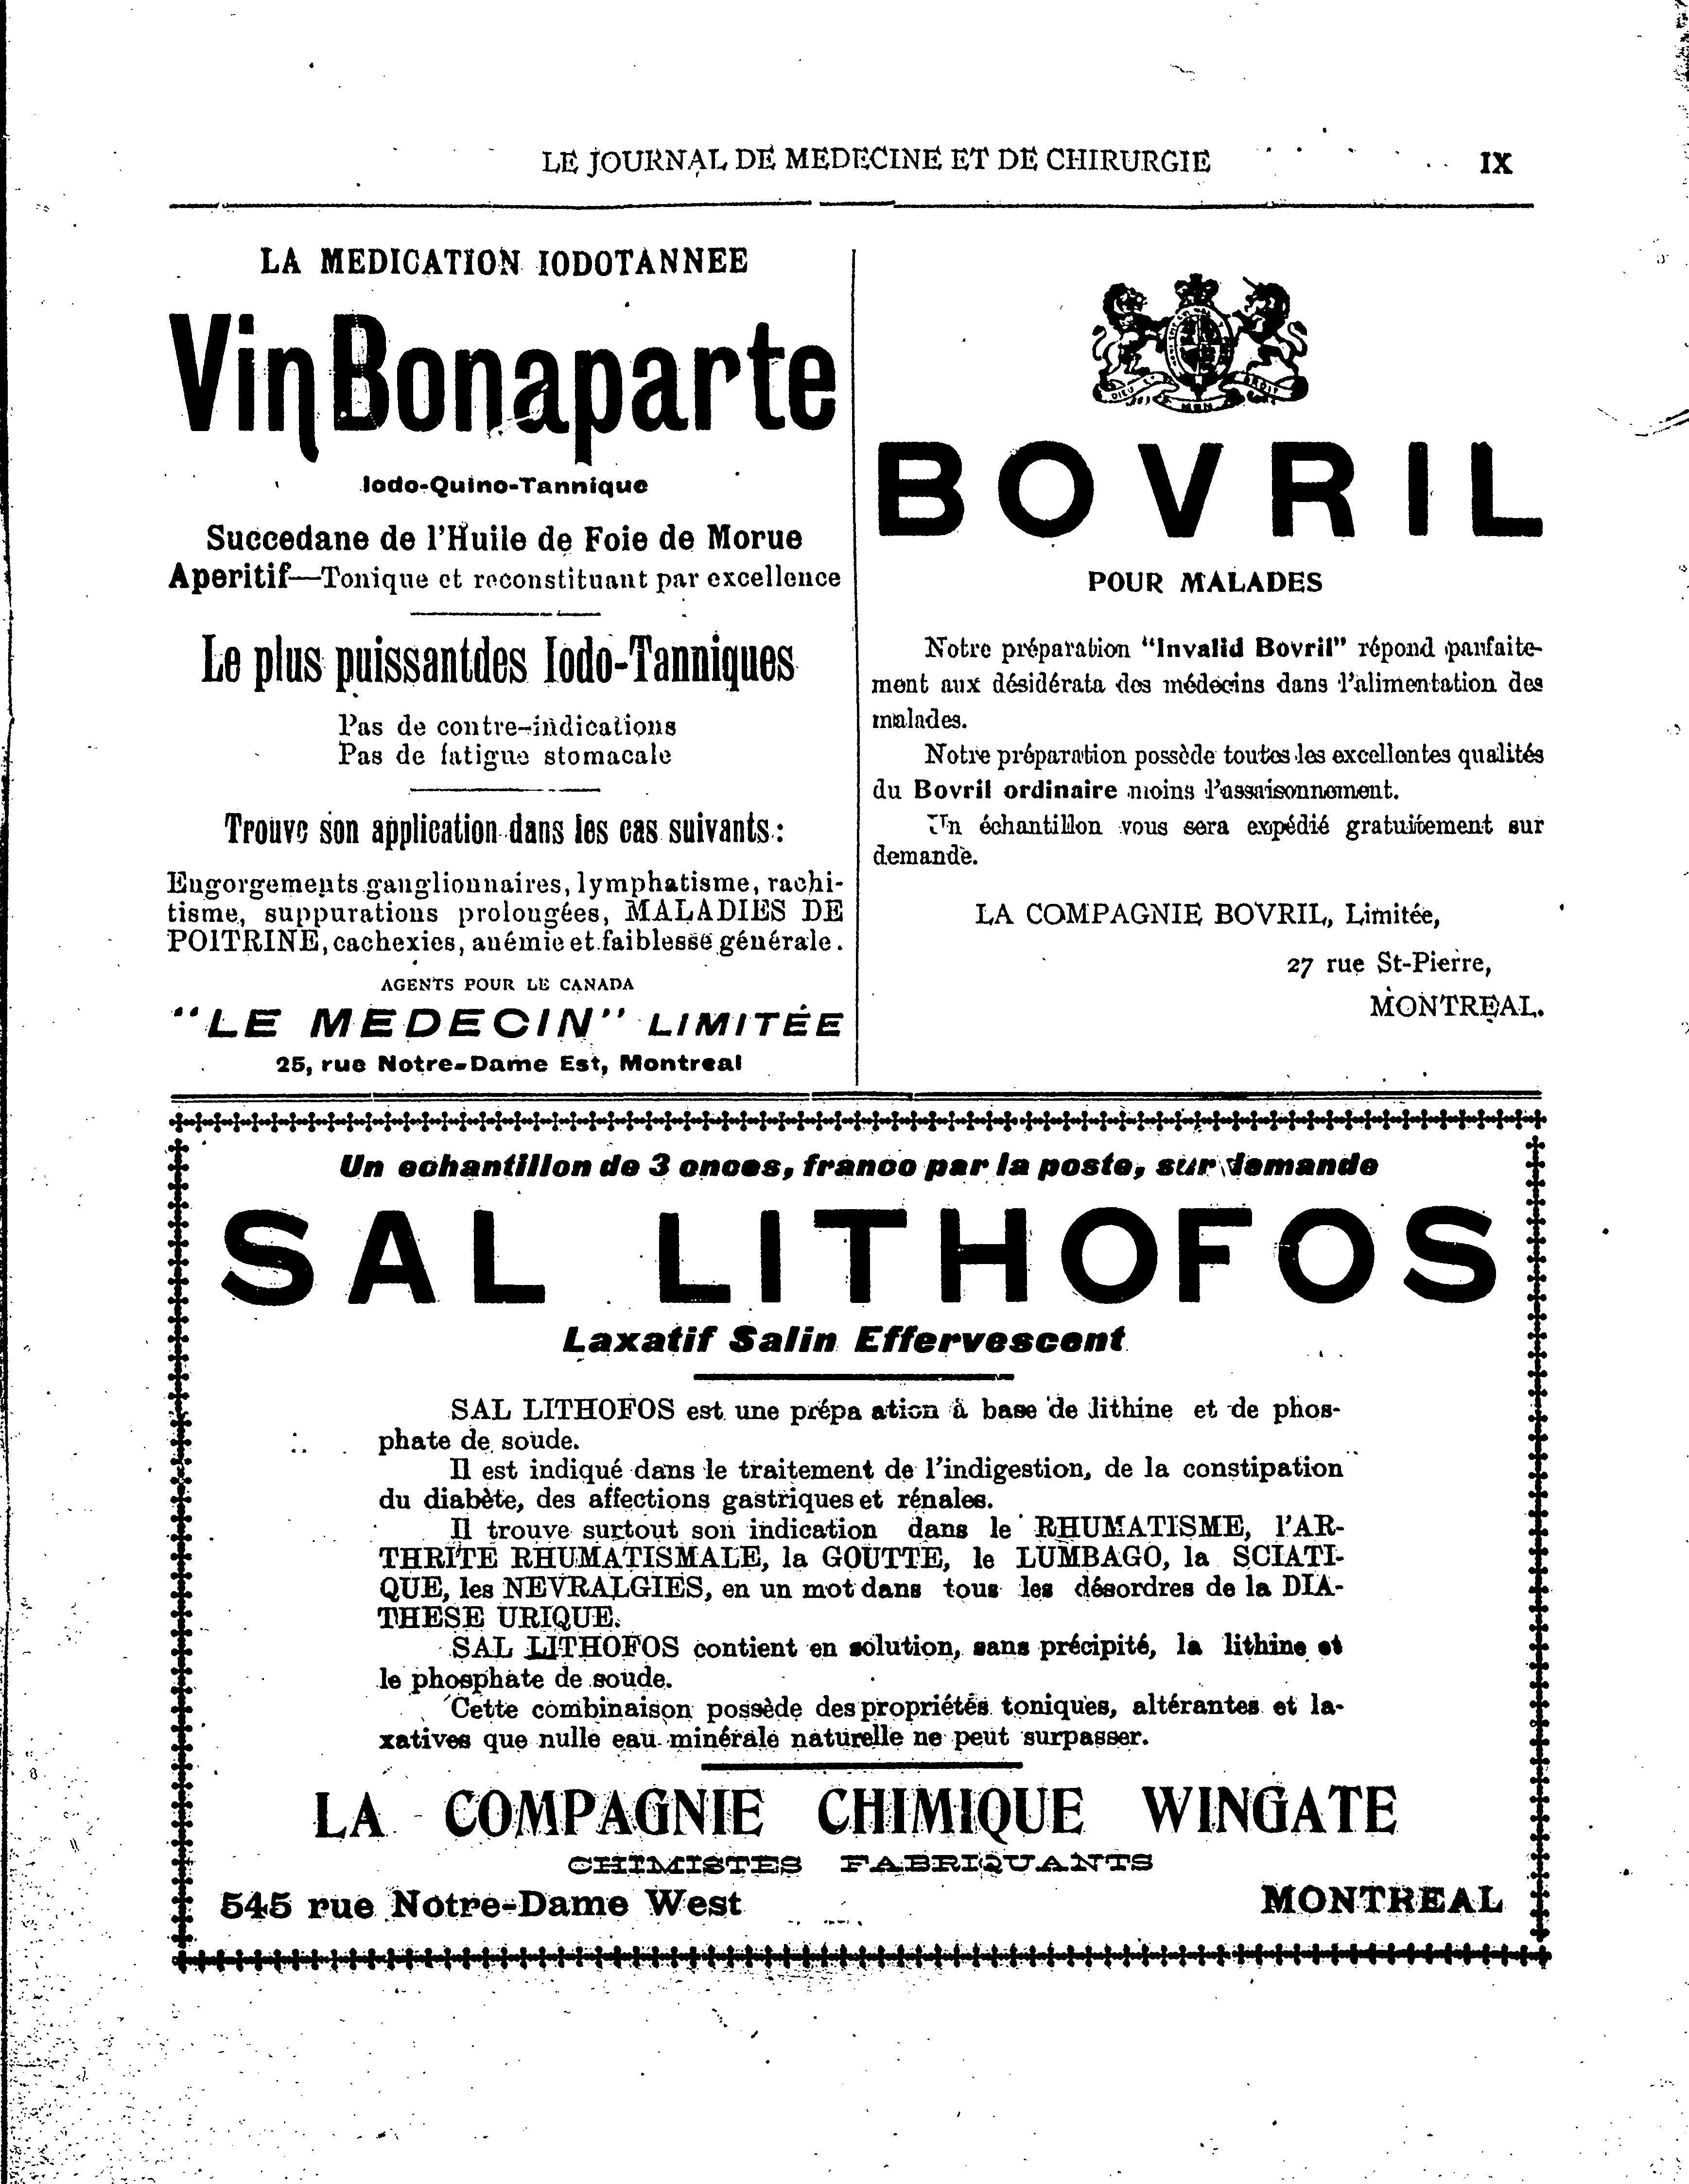 LE JOURNAL DE MEDECINE ET DE CHIRURGIE IX
LA MEDICATION IODOTANNEE
Vin Bonaparte
Iodo-Quino-Tannique
Succedane de l'Huile de Foie de Morue
Aperitif—Tonique et reconstituant par excellence
Le plus puissant des Iodo-Tanniques
Pas de contre-indications
Pas de fatigue stomacale
Trouve son application dans les cas suivants:
Engorgements ganglionnaires, lymphatisme, rachi-
tisme, suppurations prolongées, MALADIES DE
POITRINE, cachexies, anémie et faiblesse générale.
AGENTS POUR LE CANADA
"LE MEDECIN" LIMITÉE
25, rue Notre-Dame Est, Montreal
DIEU ET MON DROIT
BOVRIL
POUR MALADES
Notre préparation "Invalid Bovril" répond parfaite-
ment aux désidérata des médecins dans l'alimentation des
malades.
Notre préparation possède toutes les excellentes qualités
du Bovril ordinaire moins l'assaisonnement.
Un échantillon vous sera expédié gratuitement sur
demande.
LA COMPAGNIE BOVRIL, Limitée,
27 rue St-Pierre,
MONTREAL.
Un echantillon de 3 onces, franco par la poste, sur demande
SAL LITHOFOS
Laxatif Salin Effervescent
SAL LITHOFOS est une prépa ation à base de lithine et de phos-
phate de soude.
Il est indiqué dans le traitement de l'indigestion, de la constipation
du diabète, des affections gastriques et rénales.
Il trouve surtout son indication dans le RHUMATISME, l'AR-
THRITE RHUMATISMALE, la GOUTTE, le LUMBAGO, la SCIATI-
QUE, les NEVRALGIES, en un mot dans tous les désordres de la DIA-
THESE URIQUE.
SAL LITHOFOS contient en solution, sans précipité, la lithine et
le phosphate de soude.
Cette combinaison possède des propriétés toniques, altérantes et la-
xatives que nulle eau minérale naturelle ne peut surpasser.
LA COMPAGNIE CHIMIQUE WINGATE
CHIMISTES FABRIQUANTS
545 rue Notre-Dame West MONTREAL